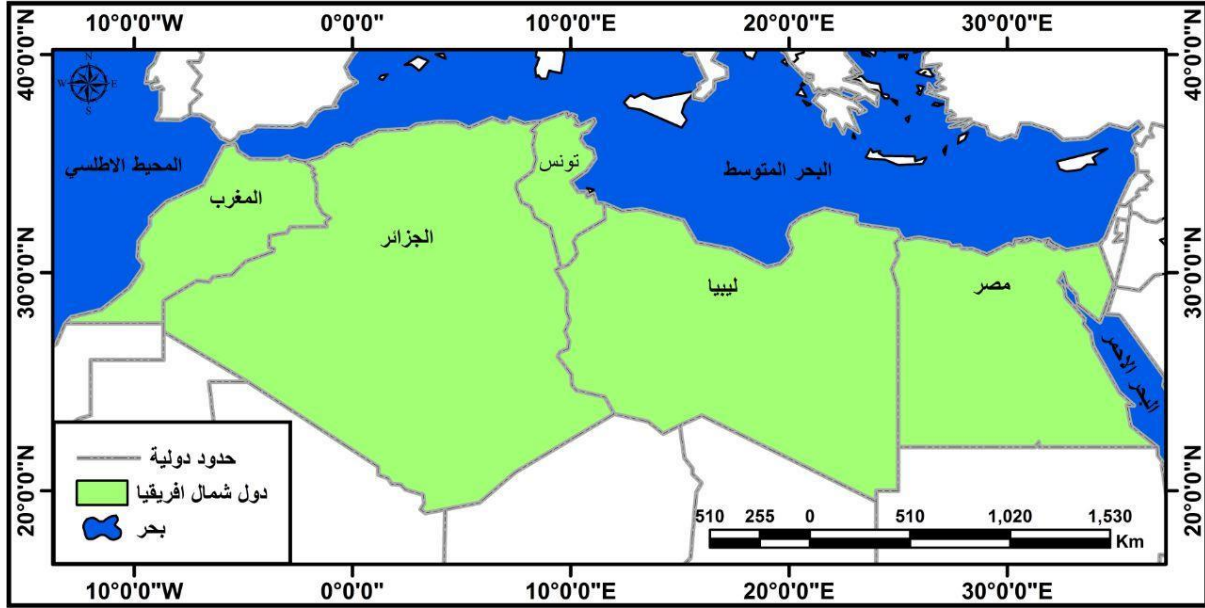 10°0'0"W 0°0'0" 10°0'0"E 20°0'0"E 30°0'0"E
40°0'0"N 40°0'0"N
N
W E
S
المحيط الاطلسي
المغرب
تونس
البحر المتوسط
الجزائر
ليبيا
مصر
30°0'0"N 30°0'0"N
البحر الاحمر
حدود دولية
دول شمال افريقيا
بحر
20°0'0"N 20°0'0"N
510 255 0 510 1,020 1,530
Km
10°0'0"W 0°0'0" 10°0'0"E 20°0'0"E 30°0'0"E